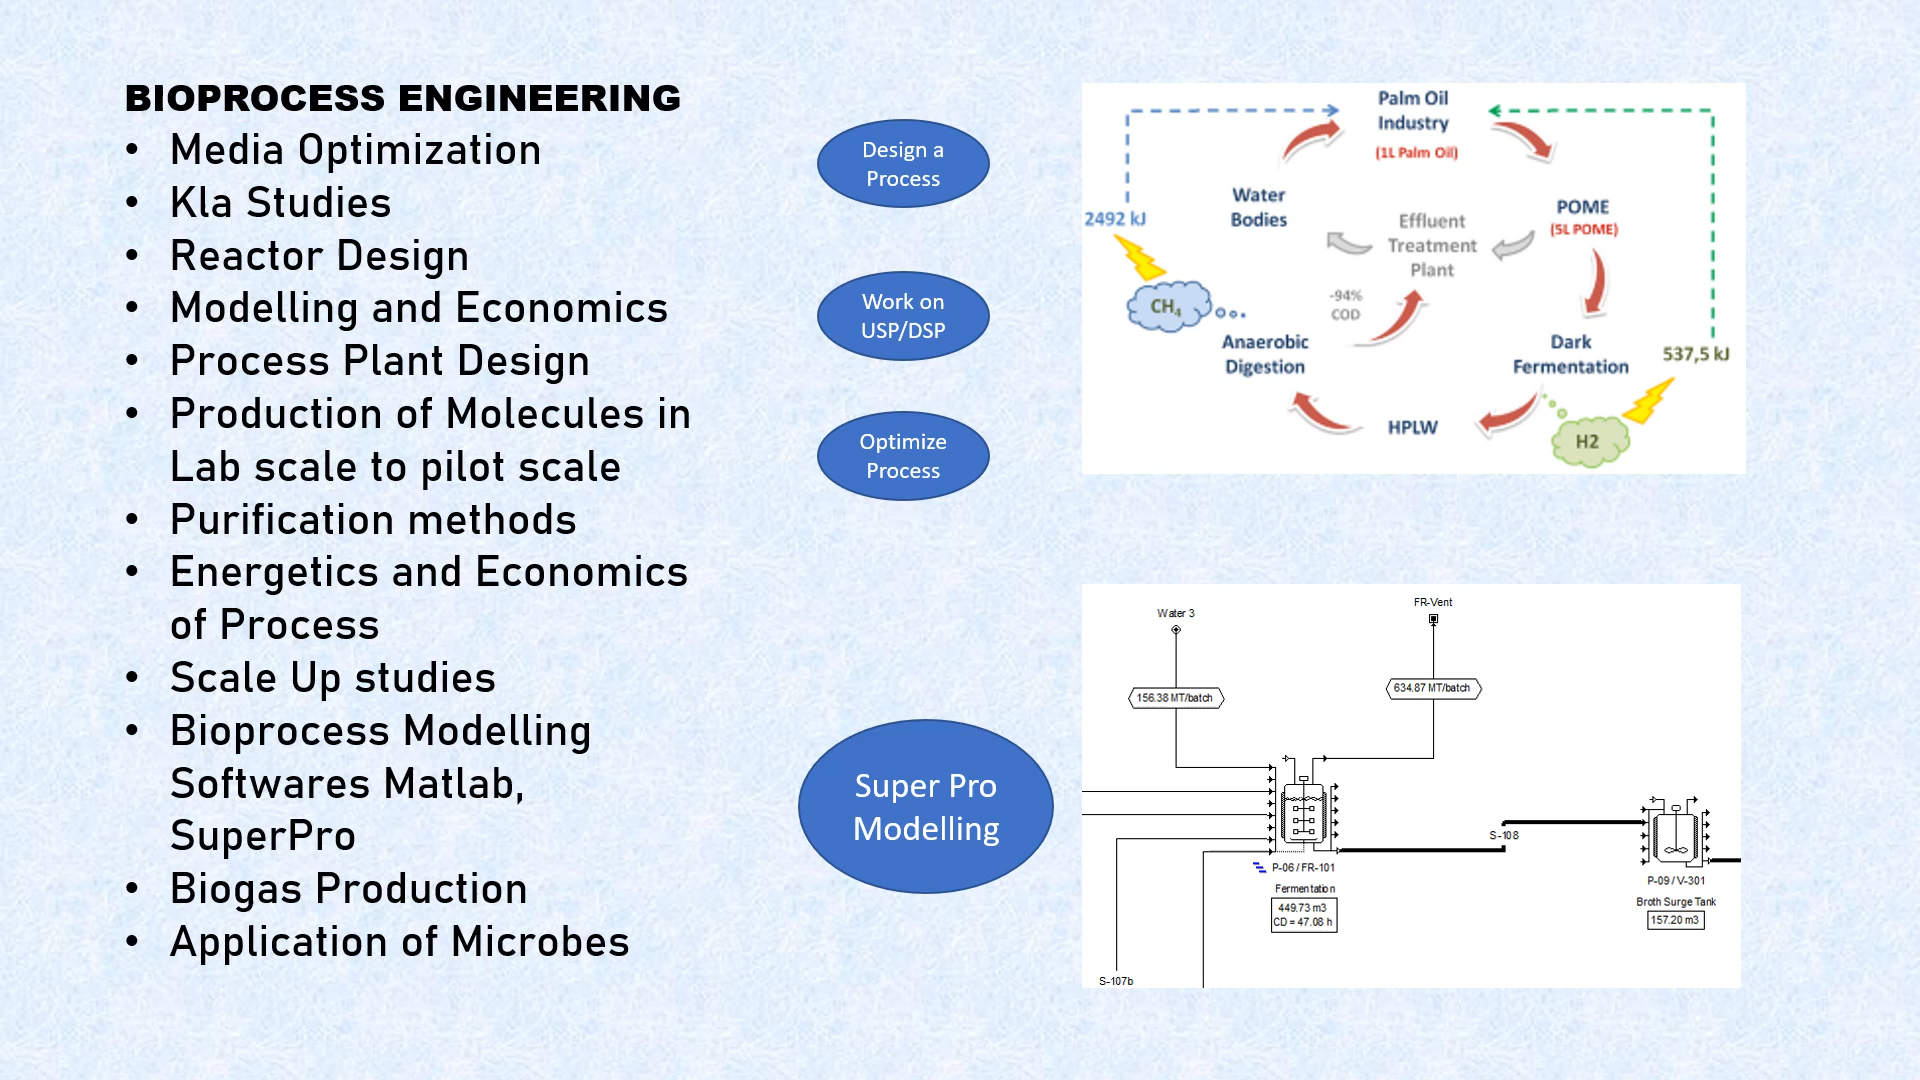 BIOPROCESS ENGINEERING
• Media Optimization
• Kla Studies
• Reactor Design
• Modelling and Economics
• Process Plant Design
• Production of Molecules in
Lab scale to pilot scale
• Purification methods
• Energetics and Economics
of Process
• Scale Up studies
• Bioprocess Modelling
Softwares Matlab,
SuperPro
• Biogas Production
• Application of Microbes
Design a
Process
Work on
USP/DSP
Optimize
Process
Super Pro
Modelling
Palm Oil
Industry
(1L Palm Oil)
Water
Bodies
POME
(5L POME)
2492 kJ
Effluent
Treatment
Plant
CH4
-94%
COD
Anaerobic
Digestion
Dark
Fermentation
537,5 kJ
HPLW
H2
Water 3
FR-Vent
156.38 MT/batch
634.87 MT/batch
S-108
P-06 / FR-101
Fermentation
449.73 m3
CD = 47.08 h
P-09 / V-301
Broth Surge Tank
157.20 m3
S-107b